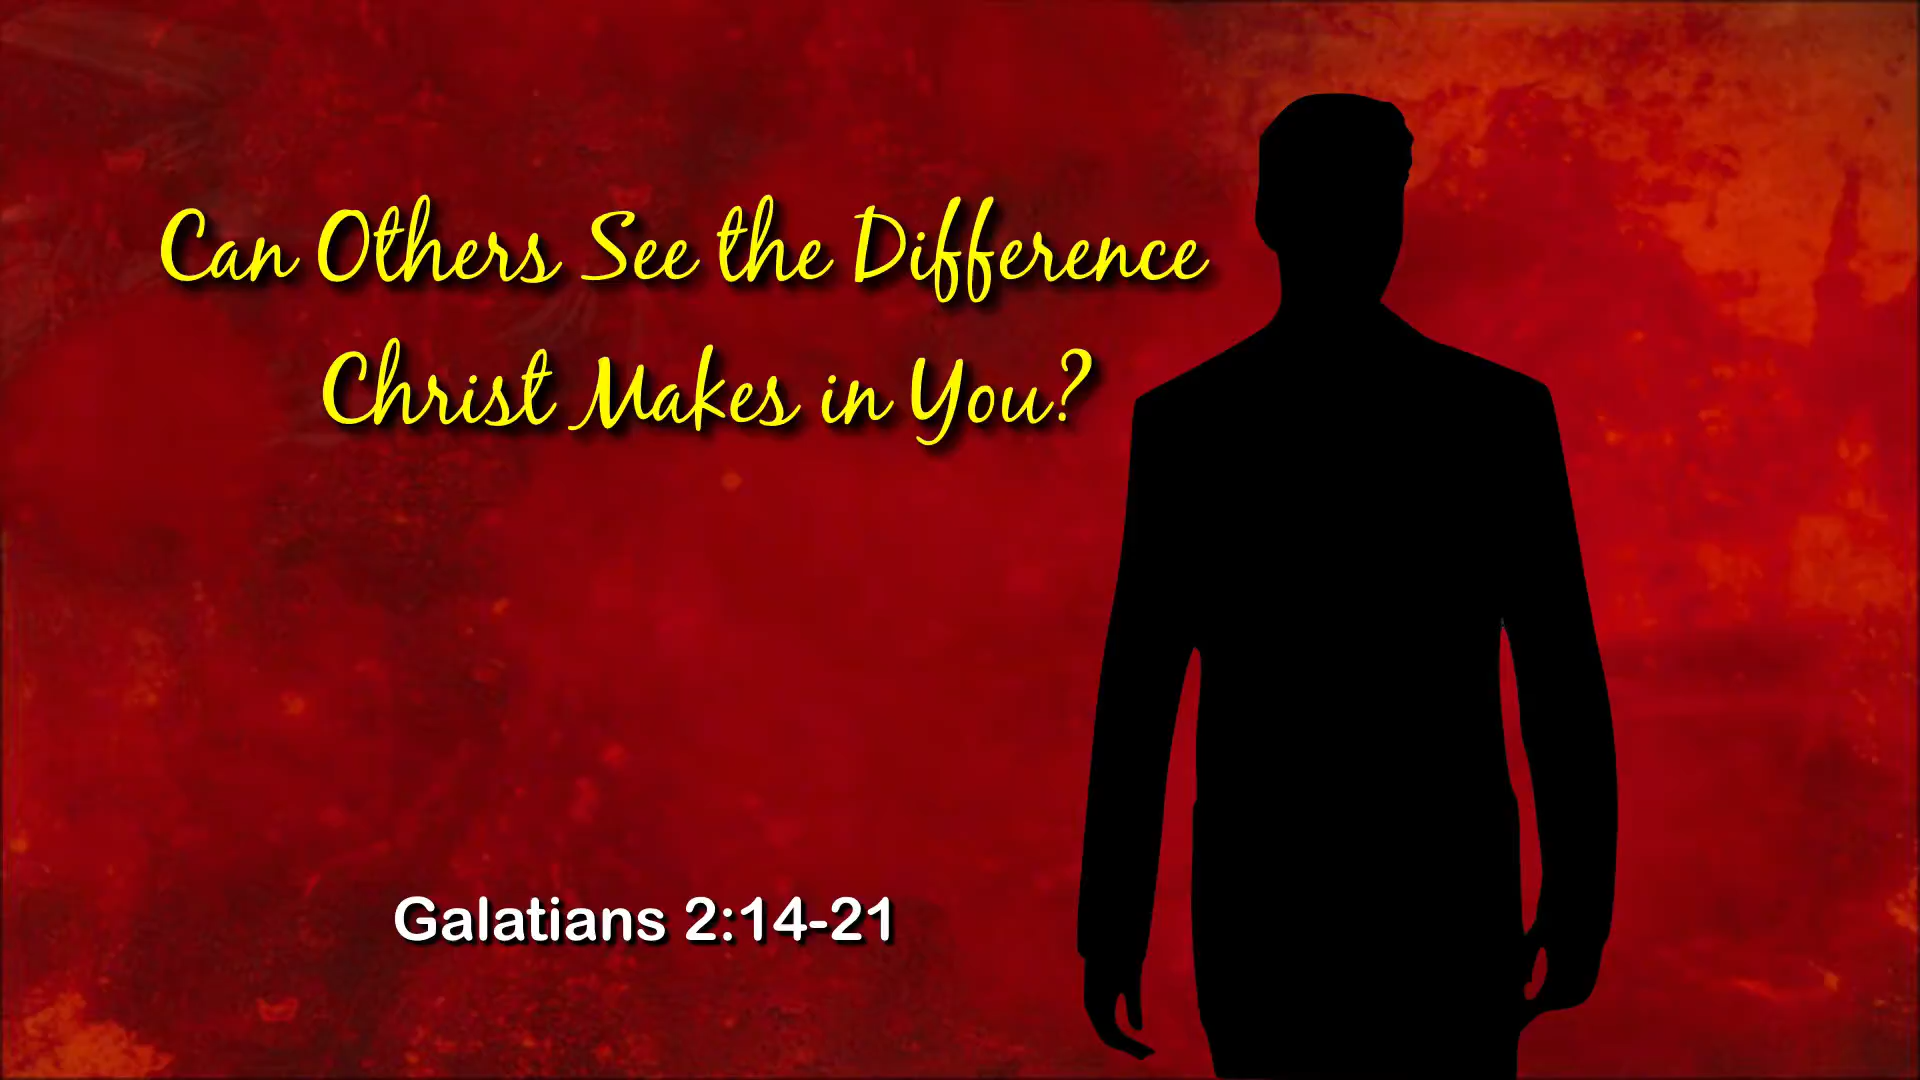 Can Others See the Difference
Christ Makes in You?
Galatians 2:14-21